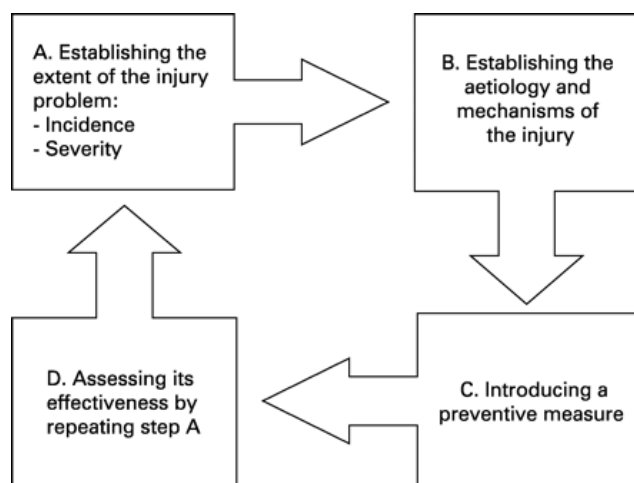 A. Establishing the
extent of the injury
problem:
- Incidence
- Severity
B. Establishing the
aetiology and
mechanisms of
the injury
C. Introducing a
preventive measure
D. Assessing its
effectiveness by
repeating step A